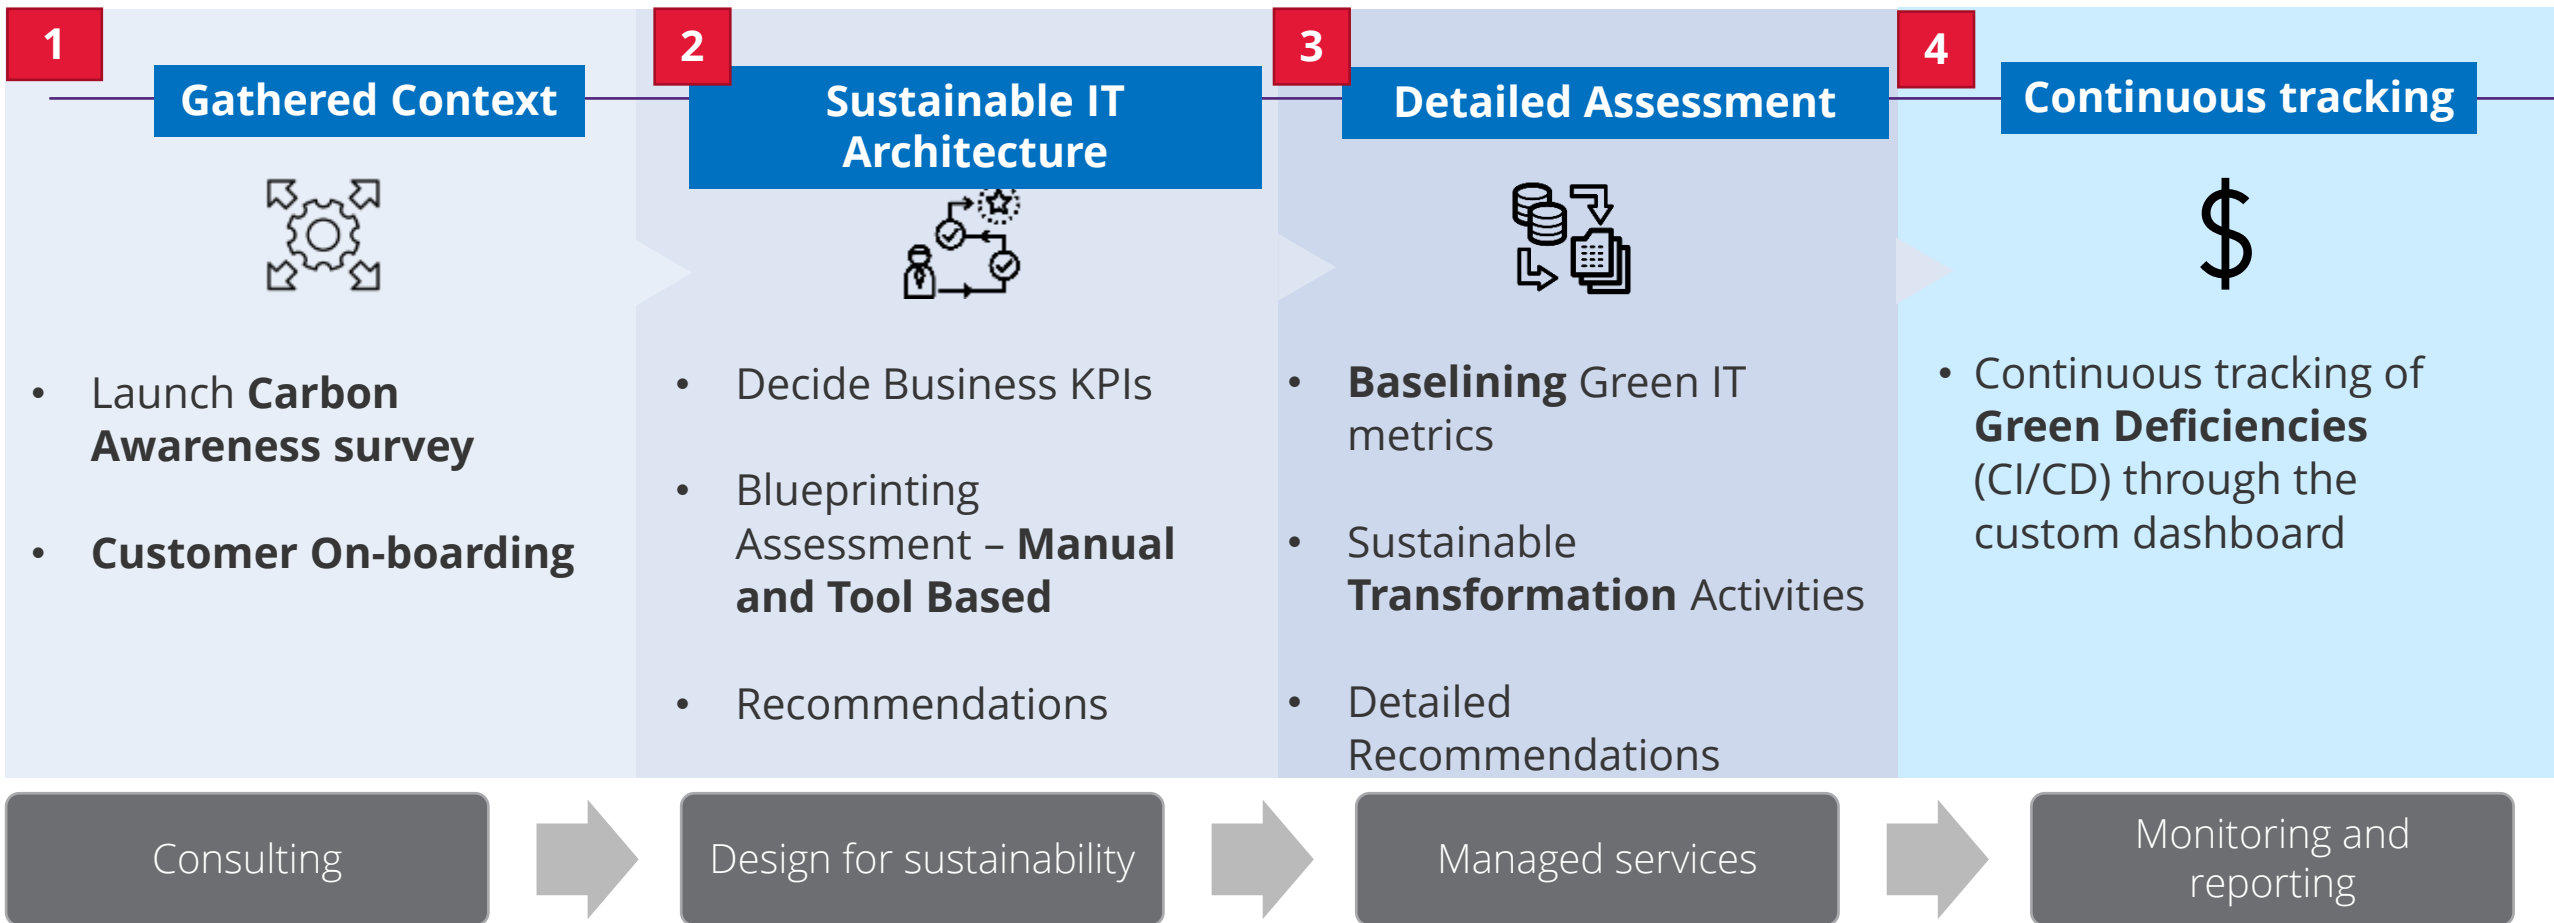 1
Gathered Context
• Launch Carbon
Awareness survey
• Customer On-boarding
2
Sustainable IT
Architecture
• Decide Business KPIs
• Blueprinting
Assessment – Manual
and Tool Based
• Recommendations
3
Detailed Assessment
• Baselining Green IT
metrics
• Sustainable
Transformation Activities
• Detailed
Recommendations
4
Continuous tracking
$
• Continuous tracking of
Green Deficiencies
(CI/CD) through the
custom dashboard
Consulting
Design for sustainability
Managed services
Monitoring and
reporting